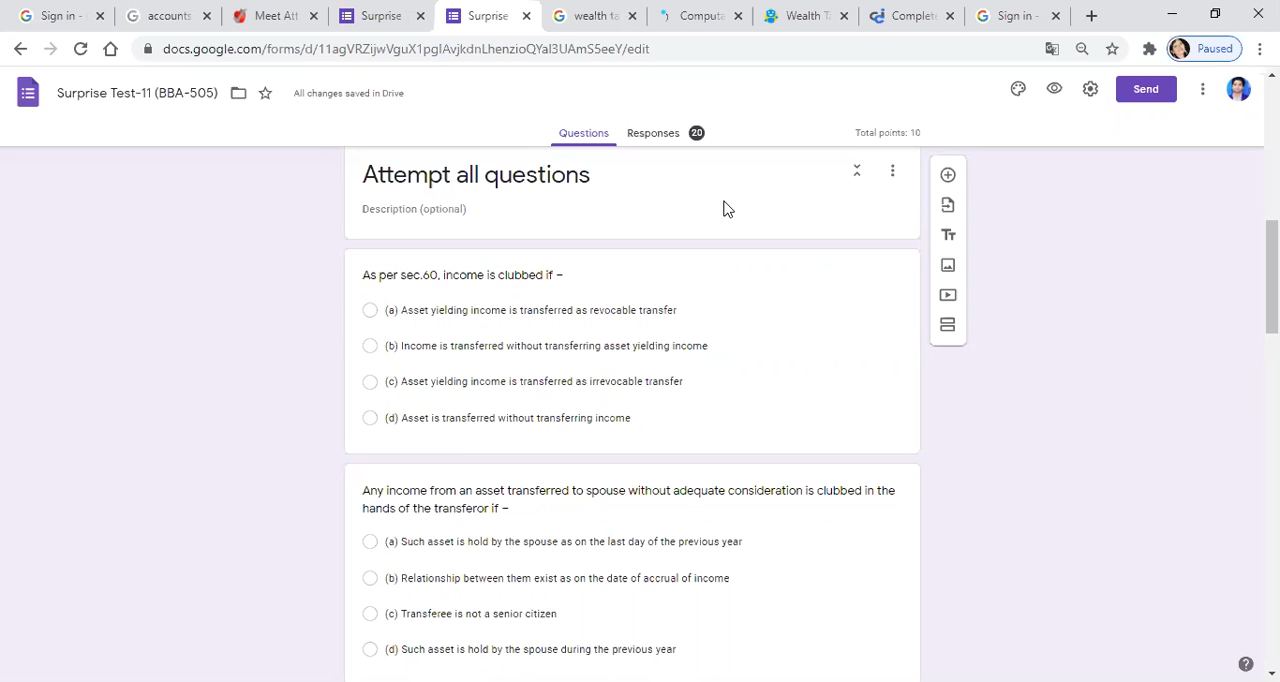 Sign in -
accounts
Meet Att
Surprise
Surprise
wealth ta
Computa
Wealth T
Complete
Sign in -
docs.google.com/forms/d/11agVRZijwVguX1pglAvjkdnLhenzioQYal3UAmS5eeY/edit
Paused
Surprise Test-11 (BBA-505)
All changes saved in Drive
Send
Questions
Responses 20
Total points: 10
Attempt all questions
Description (optional)
As per sec.60, income is clubbed if –
(a) Asset yielding income is transferred as revocable transfer
(b) Income is transferred without transferring asset yielding income
(c) Asset yielding income is transferred as irrevocable transfer
(d) Asset is transferred without transferring income
Any income from an asset transferred to spouse without adequate consideration is clubbed in the
hands of the transferor if –
(a) Such asset is hold by the spouse as on the last day of the previous year
(b) Relationship between them exist as on the date of accrual of income
(c) Transferee is not a senior citizen
(d) Such asset is hold by the spouse during the previous year